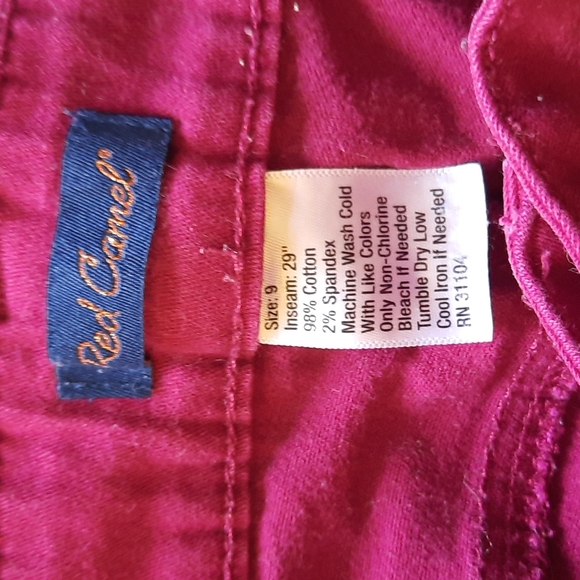 Red Camel®
Size: 9
Inseam: 29"
98% Cotton
2% Spandex
Machine Wash Cold
With Like Colors
Only Non-Chlorine
Bleach If Needed
Tumble Dry Low
Cool Iron if Needed
RN 31104